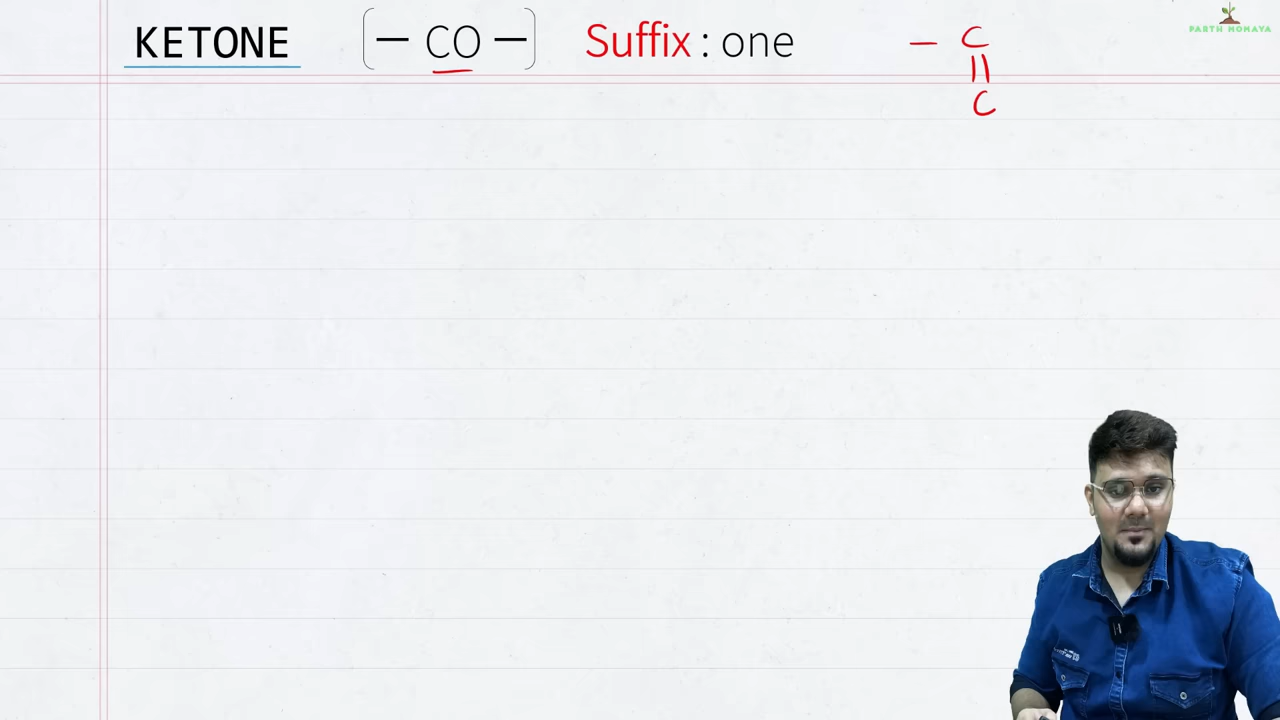 KETONE (— CO —) Suffix : one — C
||
C
PARTH MOMAYA